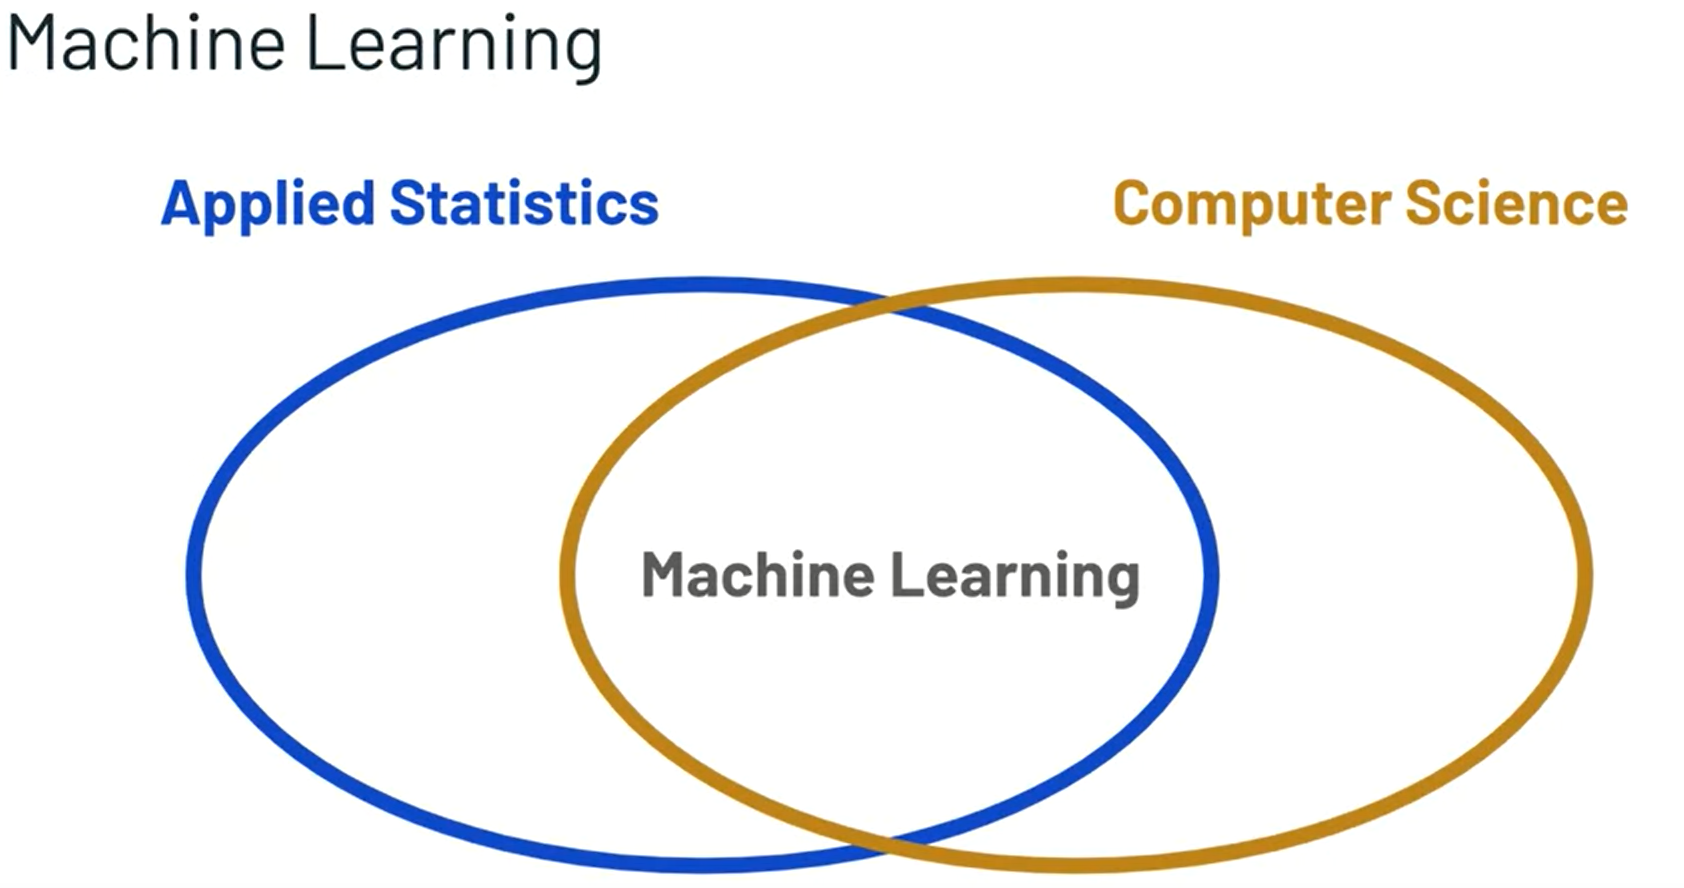 Machine Learning
Applied Statistics
Computer Science
Machine Learning